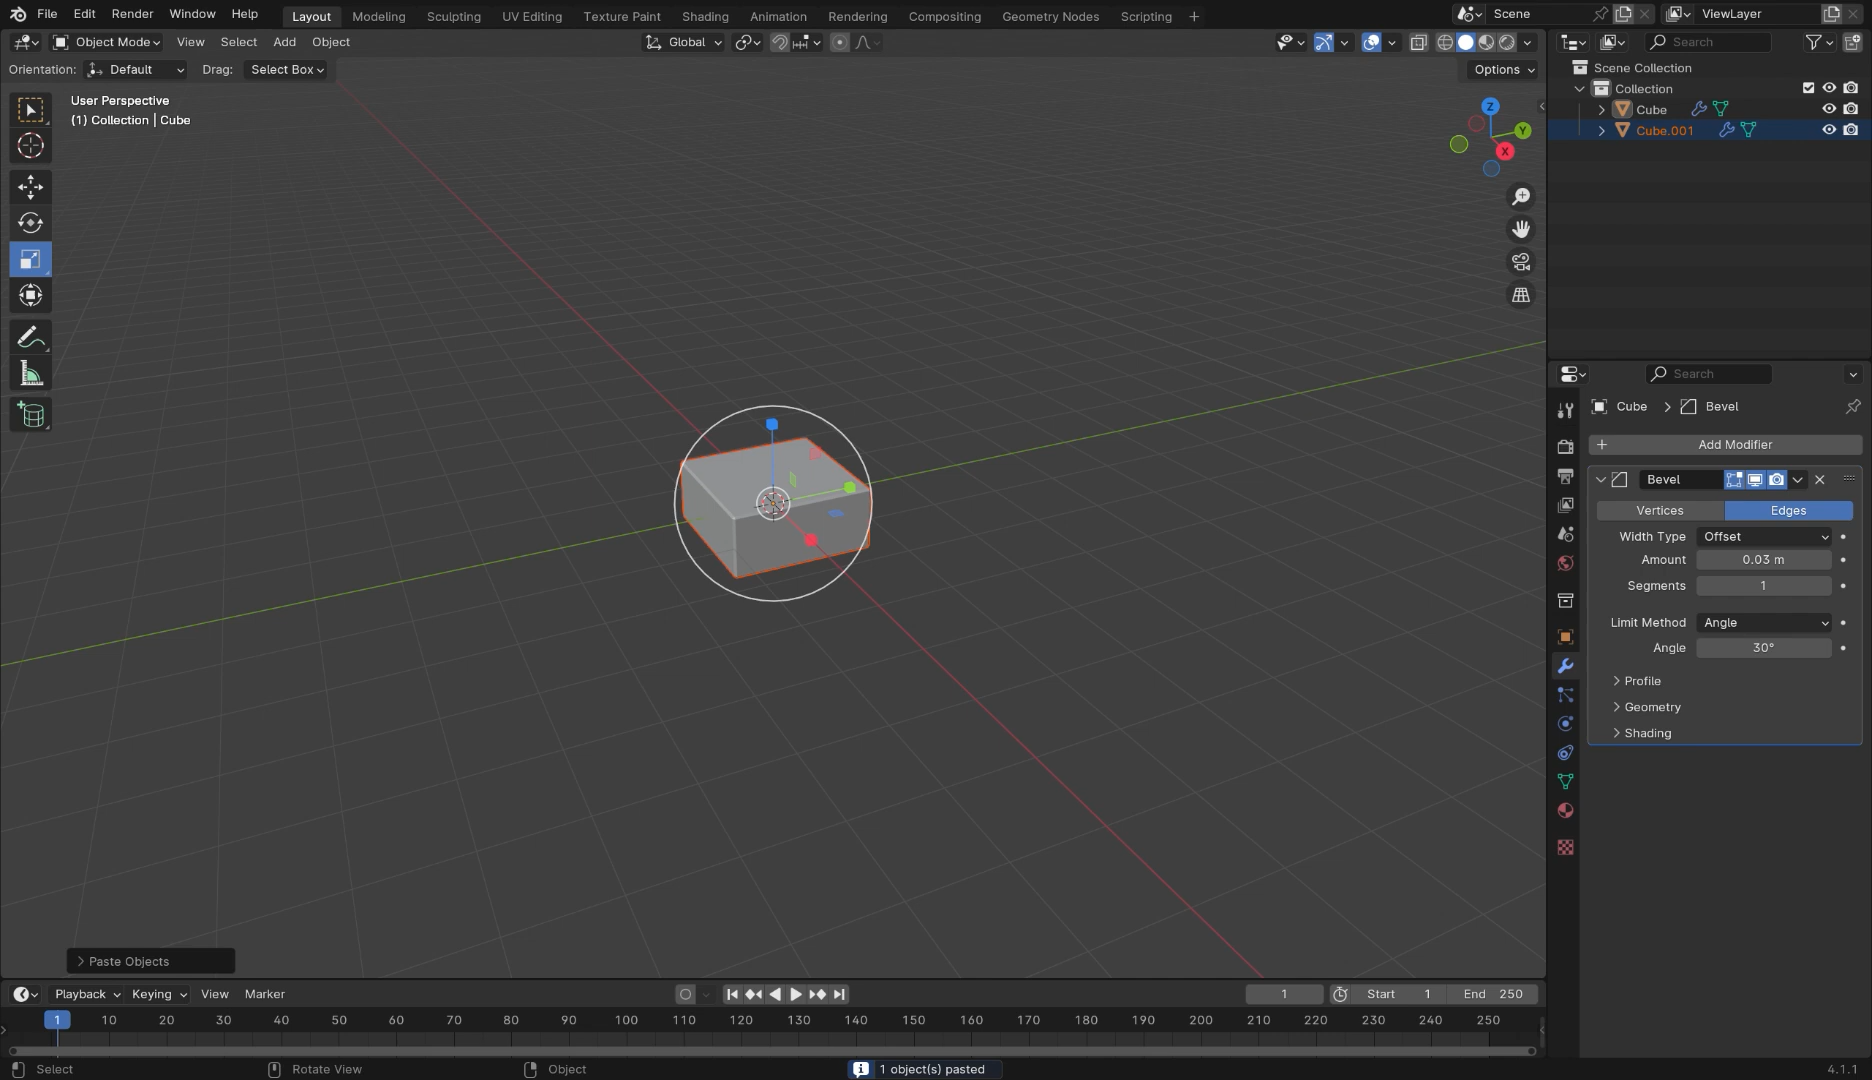 File Edit Render Window Help Layout Modeling Sculpting UV Editing Texture Paint Shading Animation Rendering Compositing Geometry Nodes Scripting + Scene ViewLayer
Object Mode View Select Add Object Global Search
Orientation: Default Drag: Select Box Options
Scene Collection
Collection
Cube
Cube.001
User Perspective
(1) Collection | Cube
Z
Y
X
Search
Cube > Bevel
+ Add Modifier
Bevel
Vertices Edges
Width Type Offset
Amount 0.03 m
Segments 1
Limit Method Angle
Angle 30°
Profile
Geometry
Shading
Paste Objects
Playback Keying View Marker 1 Start 1 End 250
1 10 20 30 40 50 60 70 80 90 100 110 120 130 140 150 160 170 180 190 200 210 220 230 240 250
Select Rotate View Object 1 object(s) pasted 4.1.1